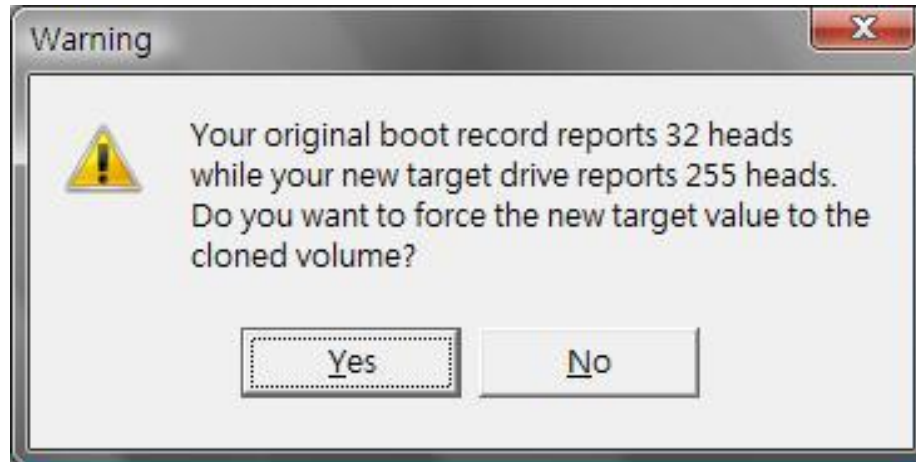 Warning
Your original boot record reports 32 heads
while your new target drive reports 255 heads.
Do you want to force the new target value to the
cloned volume?
Yes
No